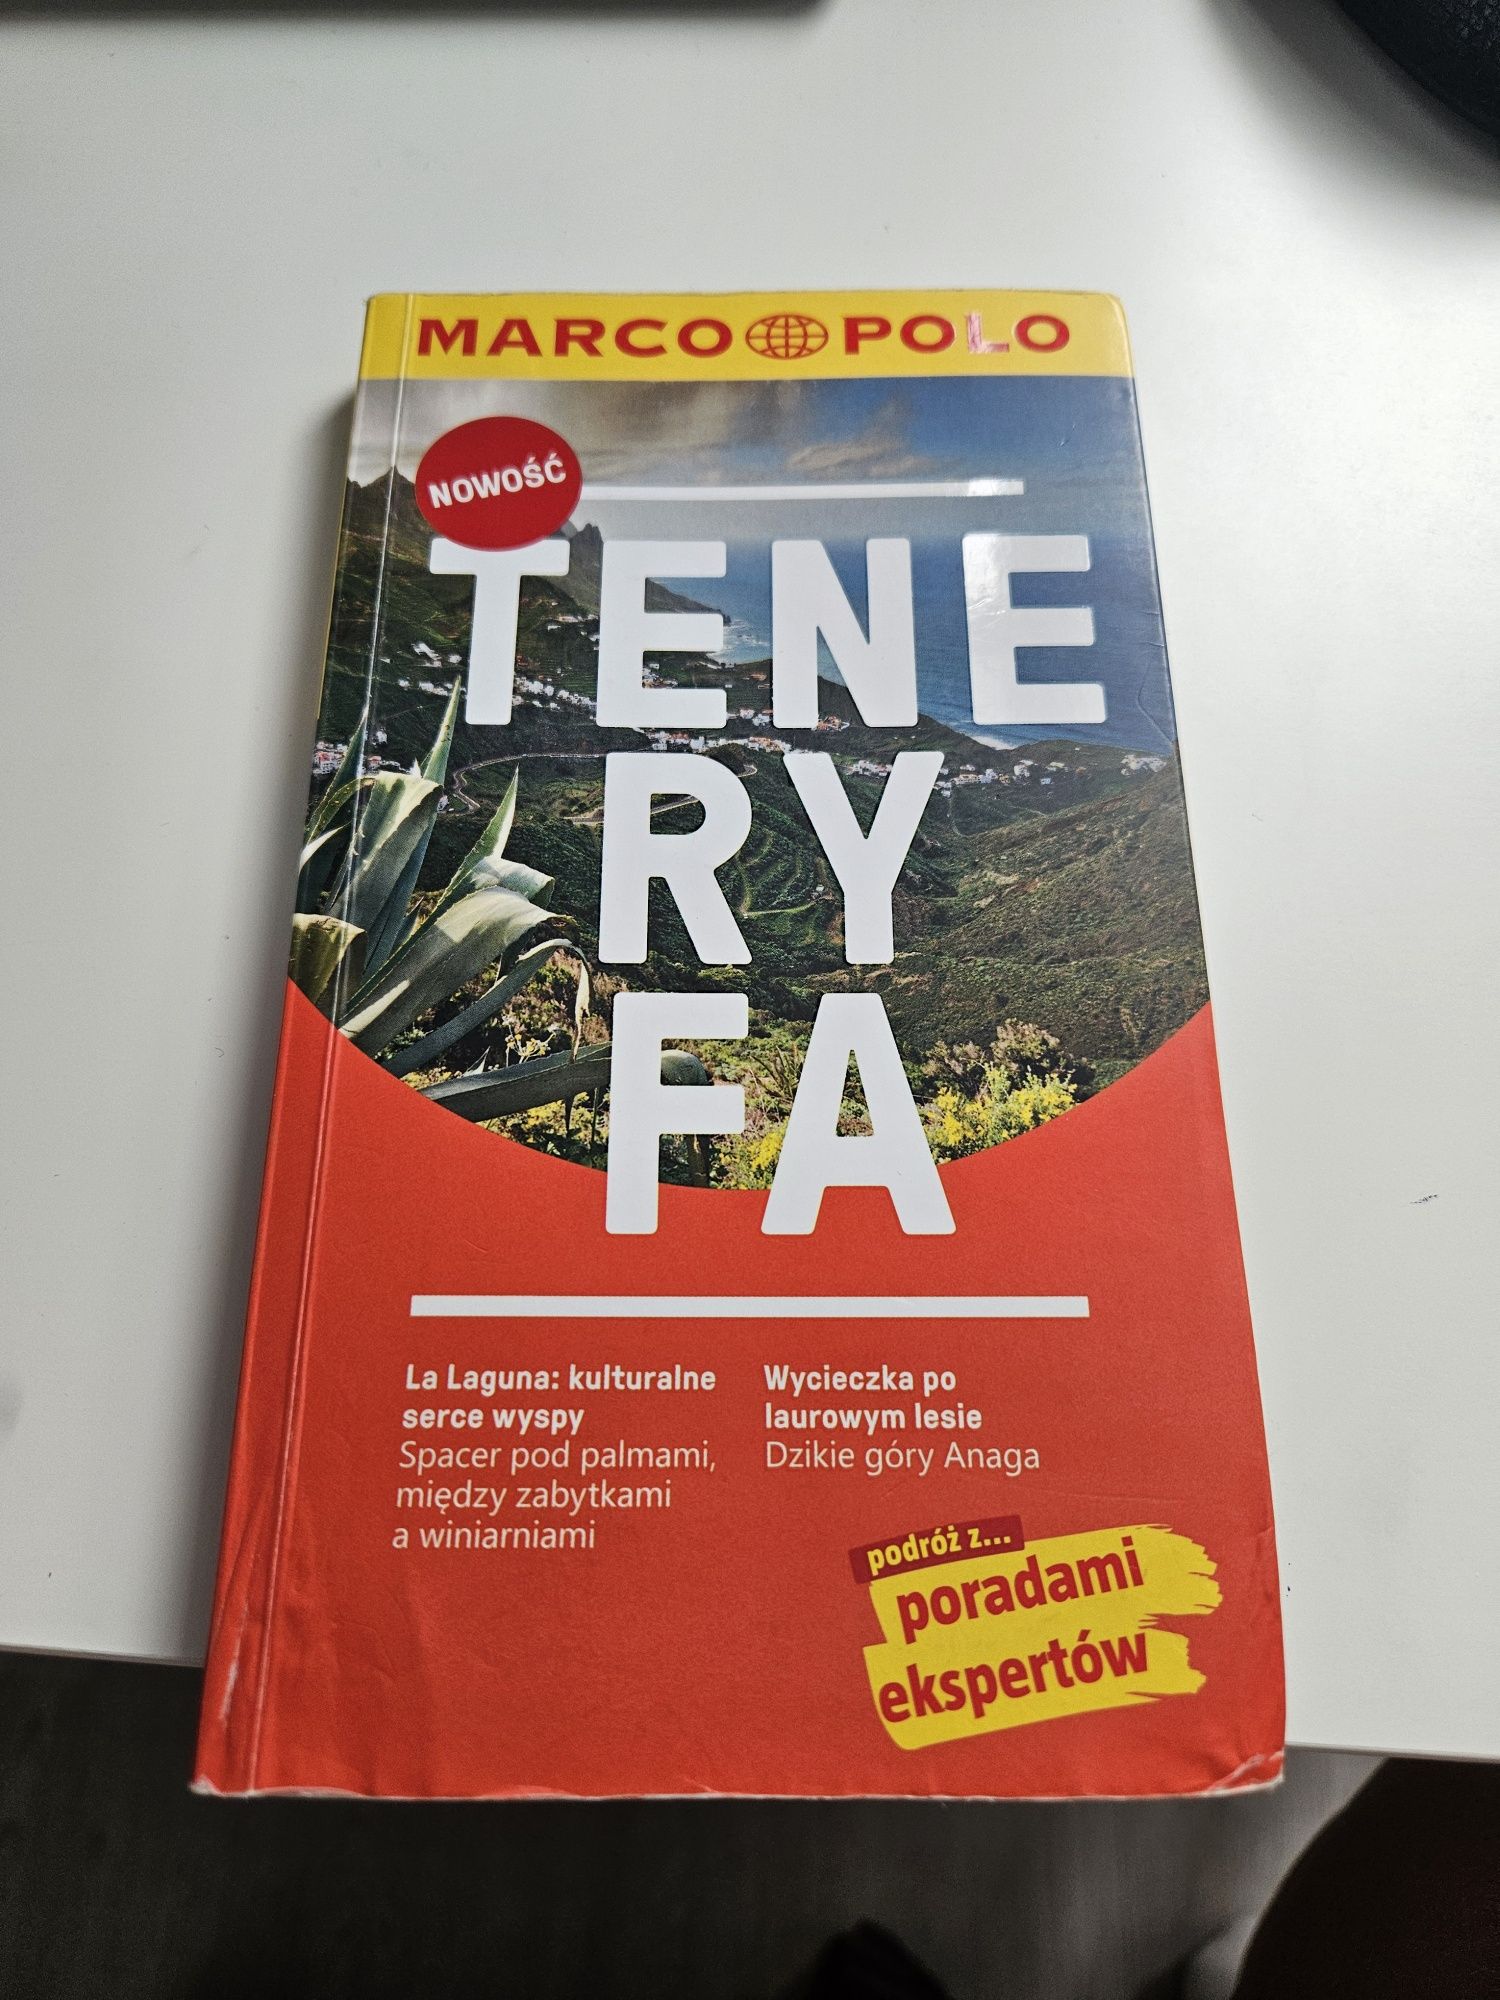 MARCO POLO
NOWOŚĆ
TENE
RY
FA
La Laguna: kulturalne
serce wyspy
Spacer pod palmami,
między zabytkami
a winiarniami
Wycieczka po
laurowym lesie
Dzikie góry Anaga
podróż z...
poradami
ekspertów